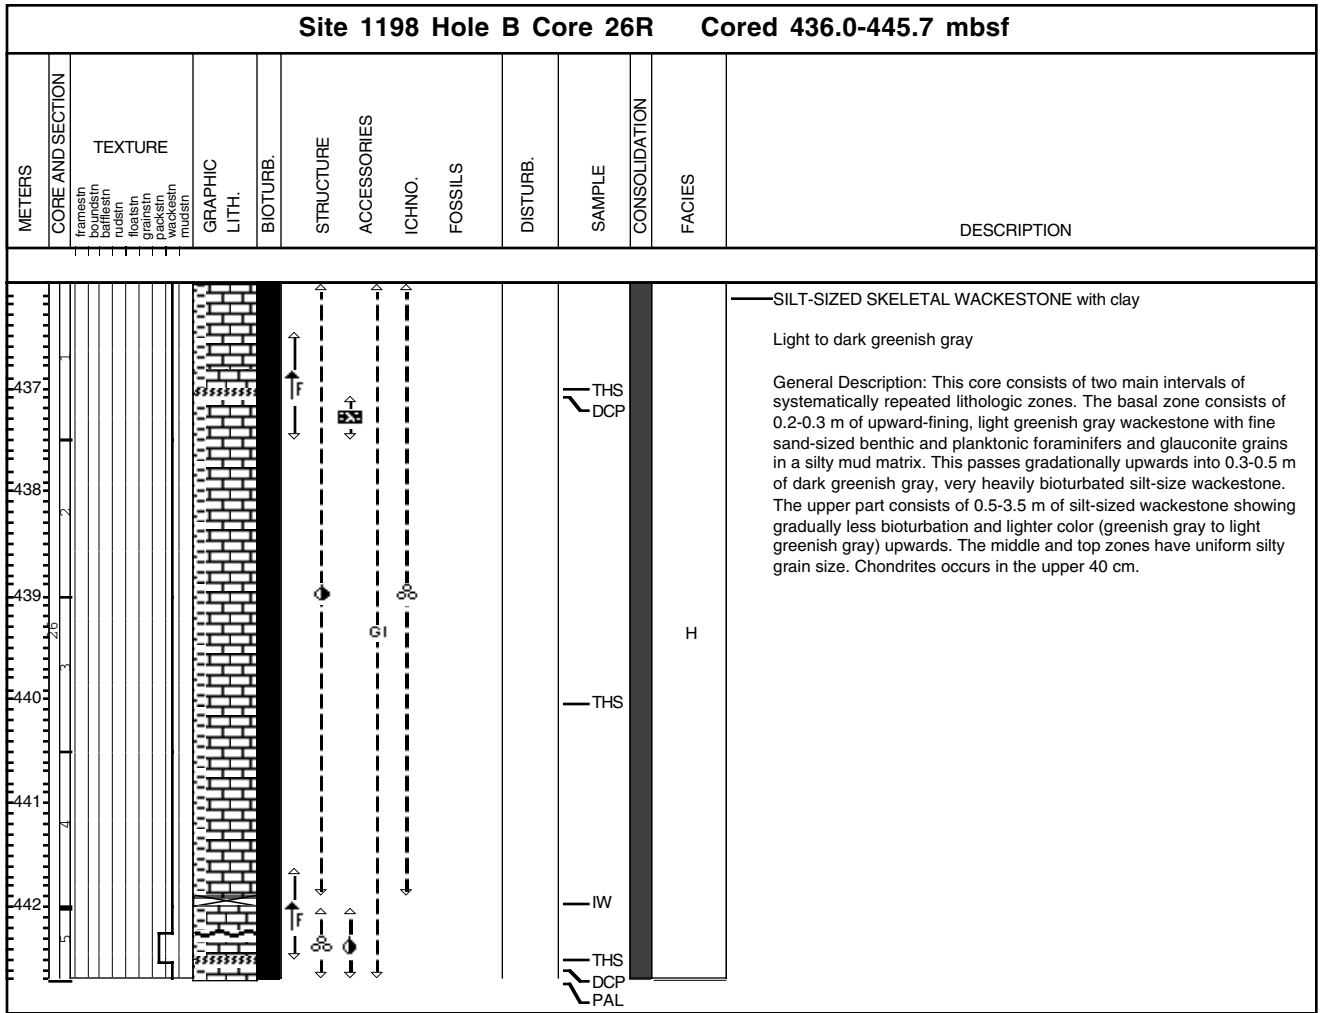 Site 1198 Hole B Core 26R Cored 436.0-445.7 mbsf
METERS
CORE AND SECTION
TEXTURE
framestn
boundstn
bafflestn
rudstn
floatstn
grainstn
packstn
wackestn
mudstn
GRAPHIC
LITH.
BIOTURB.
STRUCTURE
ACCESSORIES
ICHNO.
FOSSILS
DISTURB.
SAMPLE
CONSOLIDATION
FACIES
DESCRIPTION
SILT-SIZED SKELETAL WACKESTONE with clay
Light to dark greenish gray
General Description: This core consists of two main intervals of
systematically repeated lithologic zones. The basal zone consists of
0.2-0.3 m of upward-fining, light greenish gray wackestone with fine
sand-sized benthic and planktonic foraminifers and glauconite grains
in a silty mud matrix. This passes gradationally upwards into 0.3-0.5 m
of dark greenish gray, very heavily bioturbated silt-size wackestone.
The upper part consists of 0.5-3.5 m of silt-sized wackestone showing
gradually less bioturbation and lighter color (greenish gray to light
greenish gray) upwards. The middle and top zones have uniform silty
grain size. Chondrites occurs in the upper 40 cm.
1
F
437
THS
DCP
438
2
439
26
Gl
H
3
440
THS
441
4
442
F
IW
5
THS
DCP
PAL